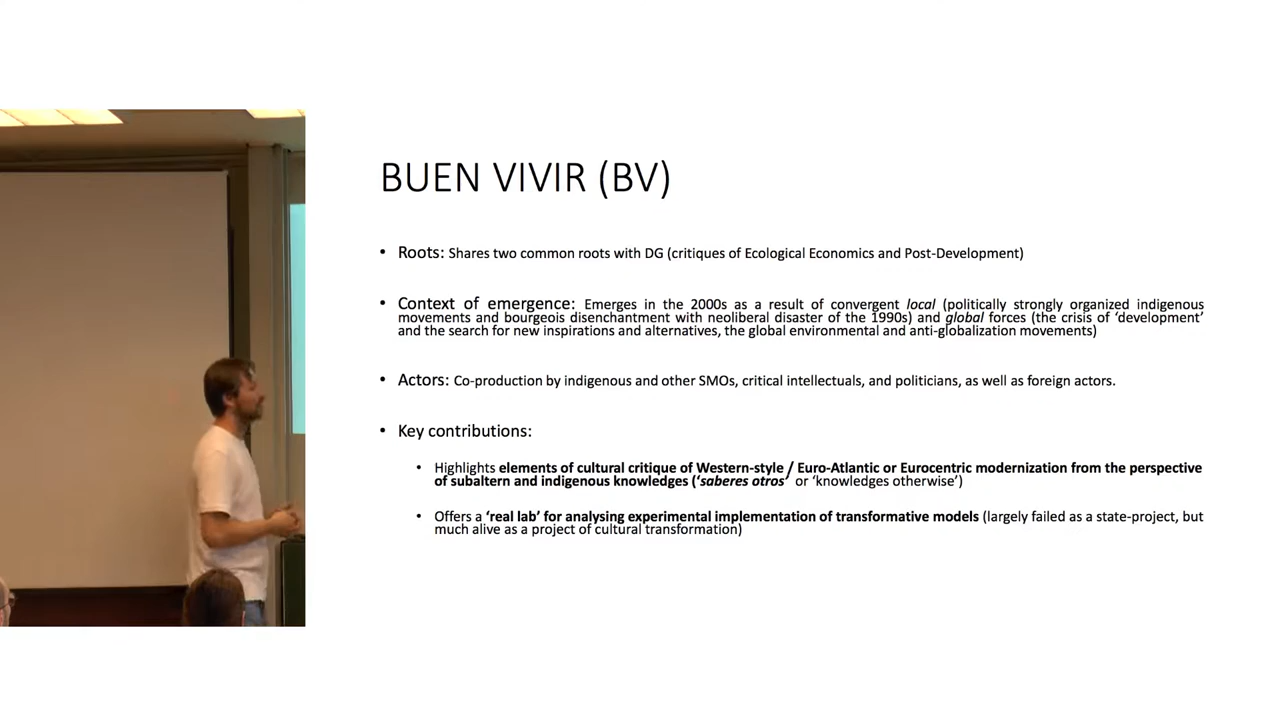 BUEN VIVIR (BV)
• Roots: Shares two common roots with DG (critiques of Ecological Economics and Post-Development)
• Context of emergence: Emerges in the 2000s as a result of convergent local (politically strongly organized indigenous
movements and bourgeois disenchantment with neoliberal disaster of the 1990s) and global forces (the crisis of ‘development’
and the search for new inspirations and alternatives, the global environmental and anti-globalization movements)
• Actors: Co-production by indigenous and other SMOs, critical intellectuals, and politicians, as well as foreign actors.
• Key contributions:
• Highlights elements of cultural critique of Western-style / Euro-Atlantic or Eurocentric modernization from the perspective
of subaltern and indigenous knowledges (‘saberes otros’ or ‘knowledges otherwise’)
• Offers a ‘real lab’ for analysing experimental implementation of transformative models (largely failed as a state-project, but
much alive as a project of cultural transformation)